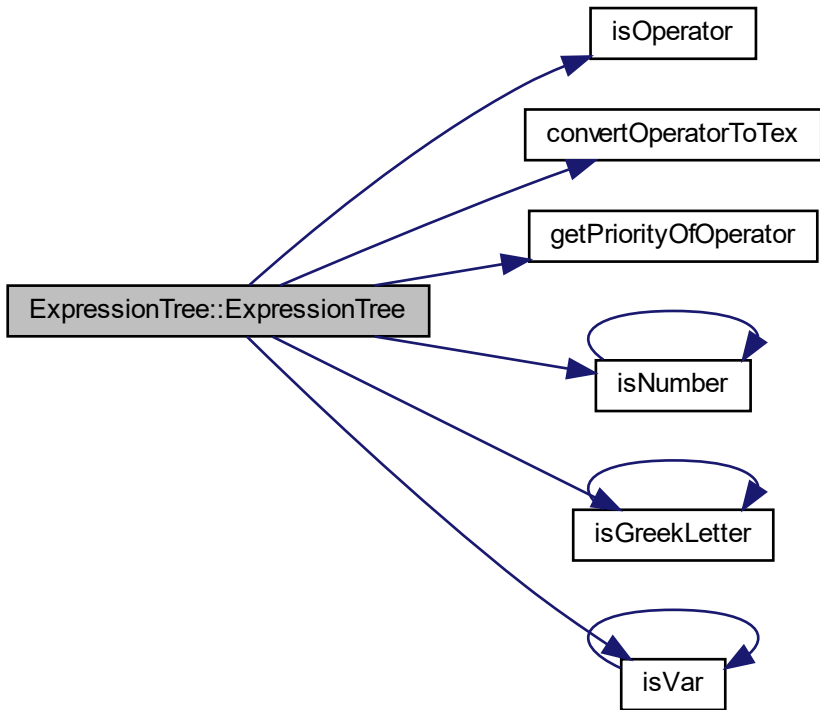 isOperator
convertOperatorToTex
getPriorityOfOperator
ExpressionTree::ExpressionTree
isNumber
isGreekLetter
isVar